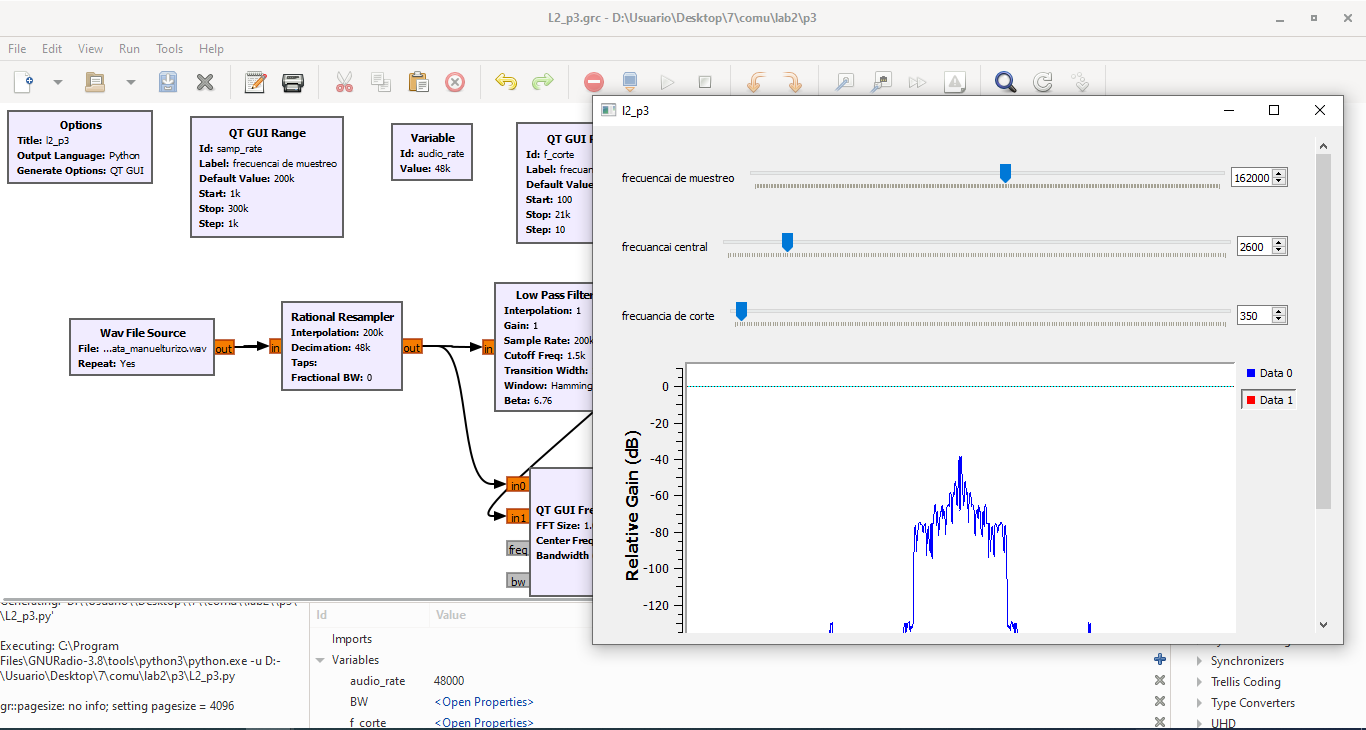 L2_p3.grc - D:\Usuario\Desktop\7\comu\lab2\p3
File Edit View Run Tools Help
Options
Title: l2_p3
Output Language: Python
Generate Options: QT GUI
QT GUI Range
Id: samp_rate
Label: frecuencai de muestreo
Default Value: 200k
Start: 1k
Stop: 300k
Step: 1k
Variable
Id: audio_rate
Value: 48k
QT GUI
Id: f_corte
Label: frecuan
Default Value
Start: 100
Stop: 21k
Step: 10
Wav File Source
File: ...ata_manuelturizo.wav
Repeat: Yes
out
in
Rational Resampler
Interpolation: 200k
Decimation: 48k
Taps:
Fractional BW: 0
out
in
Low Pass Filter
Interpolation: 1
Gain: 1
Sample Rate: 200k
Cutoff Freq: 1.5k
Transition Width:
Window: Hamming
Beta: 6.76
in0
in1
freq
bw
QT GUI Fre
FFT Size: 1.
Center Freq
Bandwidth
l2_p3
frecuencai de muestreo
162000
frecuancai central
2600
frecuancia de corte
350
Relative Gain (dB)
0
-20
-40
-60
-80
-100
-120
Data 0
Data 1
\L2_p3.py'
Executing: C:\Program
Files\GNURadio-3.8\tools\python3\python.exe -u D:-
\Usuario\Desktop\7\comu\lab2\p3\L2_p3.py
gr::pagesize: no info; setting pagesize = 4096
Id Value
Imports
Variables
audio_rate 48000
BW <Open Properties>
f_corte <Open Properties>
Synchronizers
Trellis Coding
Type Converters
UHD